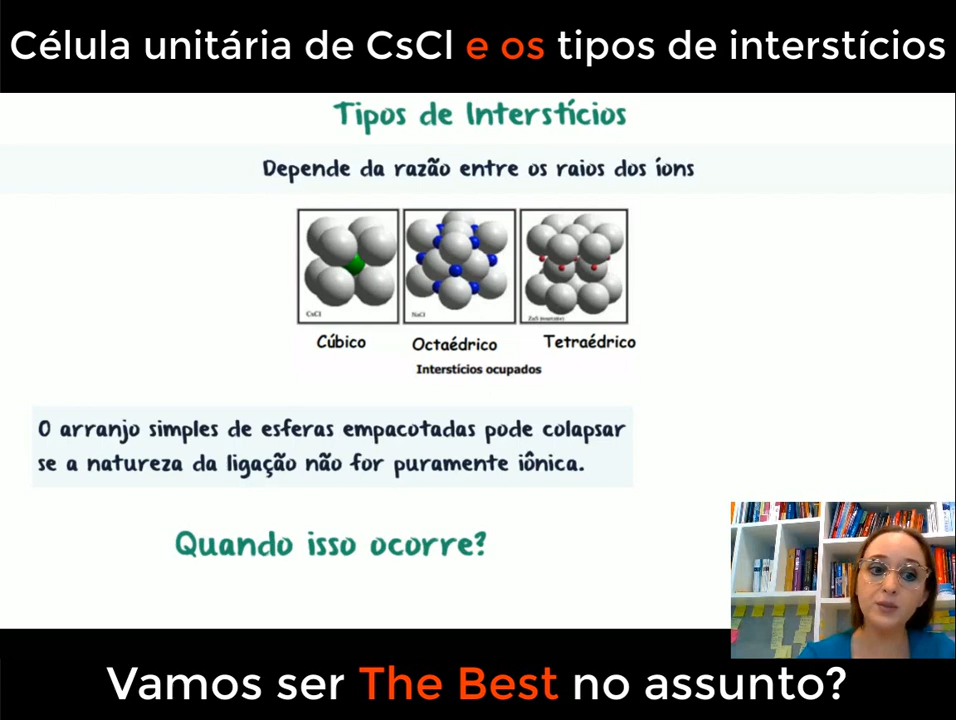 Célula unitária de CsCl e os tipos de interstícios
Tipos de Interstícios
Depende da razão entre os raios dos íons
CsCl
NaCl
Cúbico
Octaédrico
Tetraédrico
Interstícios ocupados
O arranjo simples de esferas empacotadas pode colapsar
se a natureza da ligação não for puramente iônica.
Quando isso ocorre?
Vamos ser The Best no assunto?